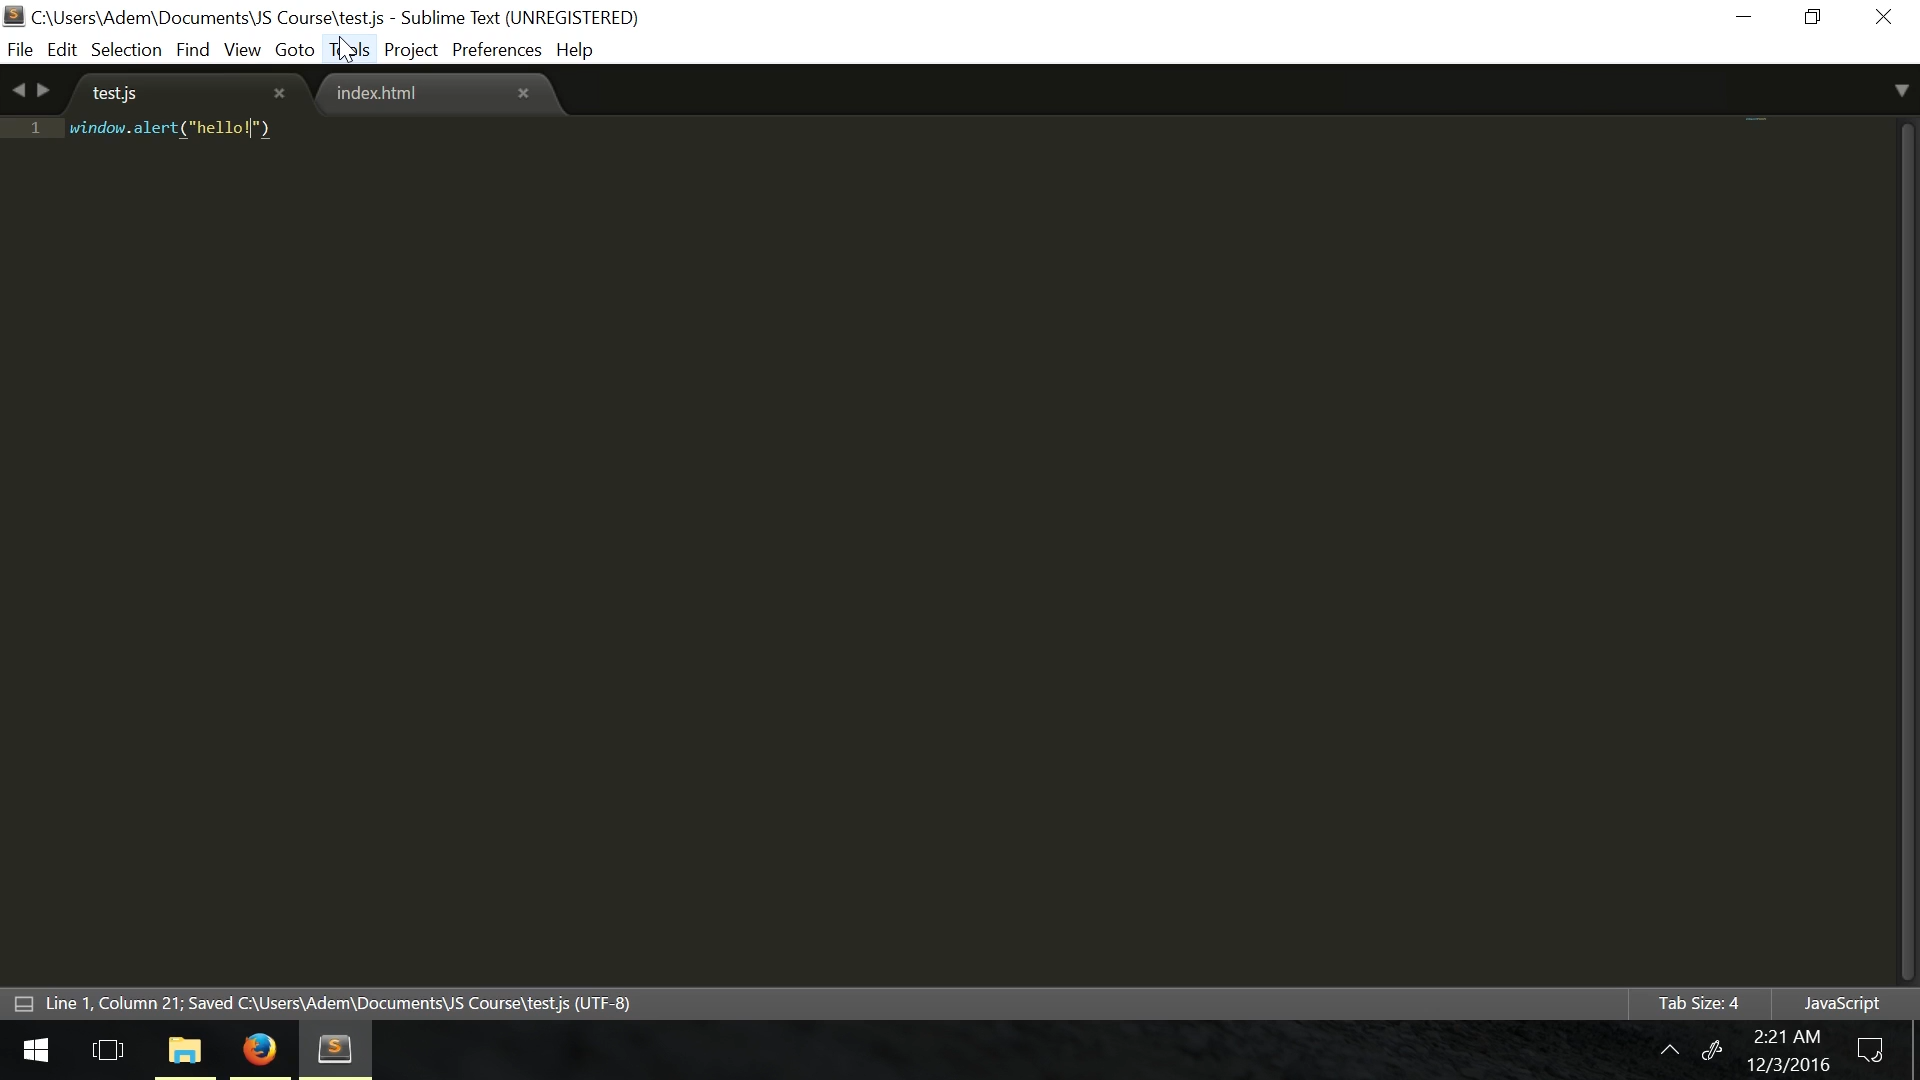 C:\Users\Adem\Documents\JS Course\test.js - Sublime Text (UNREGISTERED)
File Edit Selection Find View Goto Tools Project Preferences Help
test.js index.html
1 window.alert("hello!")
Line 1, Column 21; Saved C:\Users\Adem\Documents\JS Course\test.js (UTF-8) Tab Size: 4 JavaScript
2:21 AM
12/3/2016